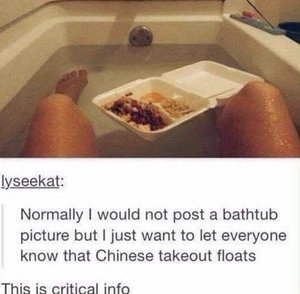 lyseekat:
Normally I would not post a bathtub
picture but I just want to let everyone
know that Chinese takeout floats
This is critical info